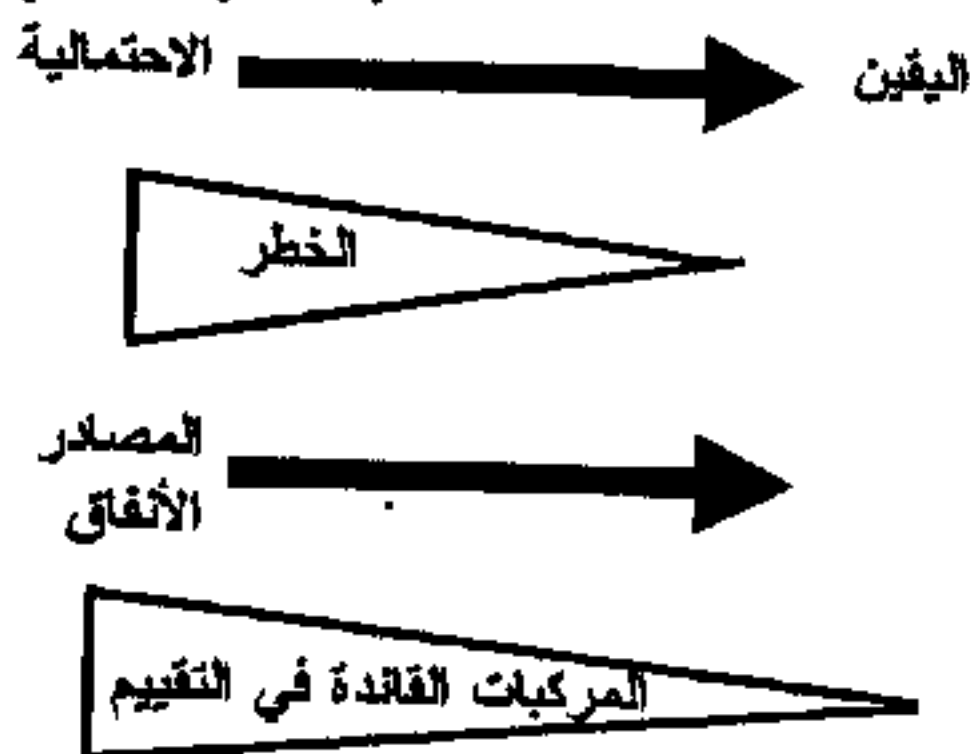 الاحتمالية
اليقين
الخطر
المصادر
الأنفاق
المركبات القائدة في التقييم